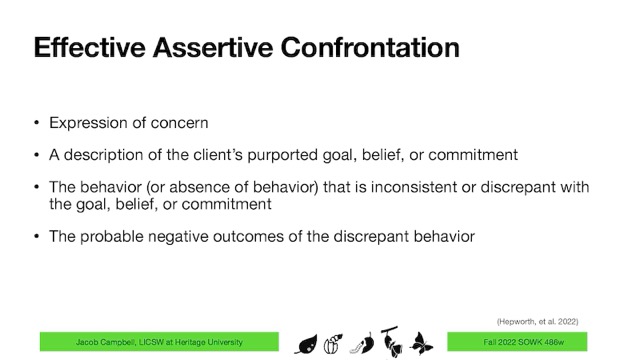 Effective Assertive Confrontation
• Expression of concern
• A description of the client's purported goal, belief, or commitment
• The behavior (or absence of behavior) that is inconsistent or discrepant with
the goal, belief, or commitment
• The probable negative outcomes of the discrepant behavior
(Hepworth, et al. 2022)
Jacob Campbell, LICSW at Heritage University
Fall 2022 SOWK 486w